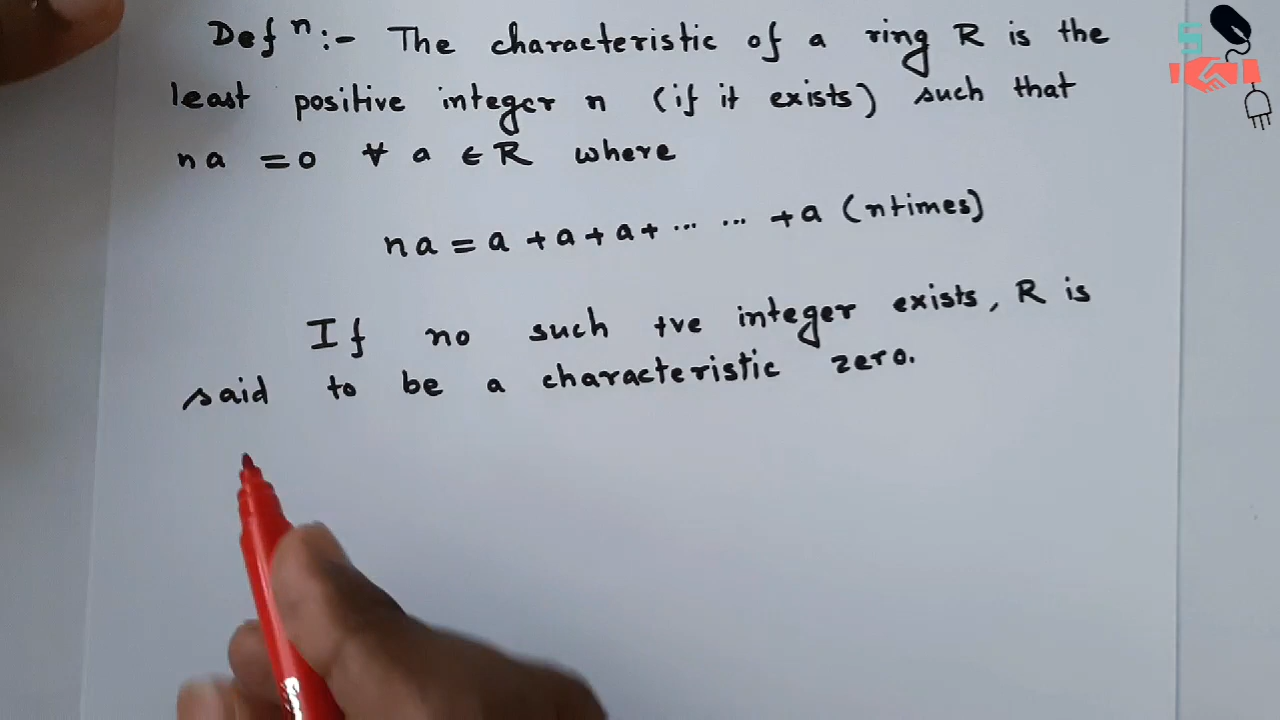 Defⁿ :- The characteristic of a ring R is the
least positive integer n (if it exists) such that
na = 0 ∀ a ∈ R where
na = a + a + a + ... ... + a (n times)
If no such +ve integer exists, R is
said to be a characteristic zero.
S